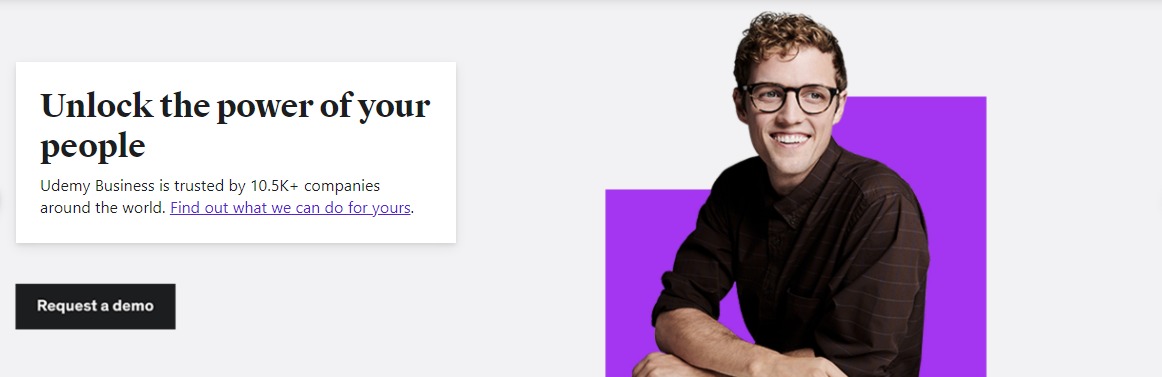 Unlock the power of your
people
Udemy Business is trusted by 10.5K+ companies
around the world. Find out what we can do for yours.
Request a demo